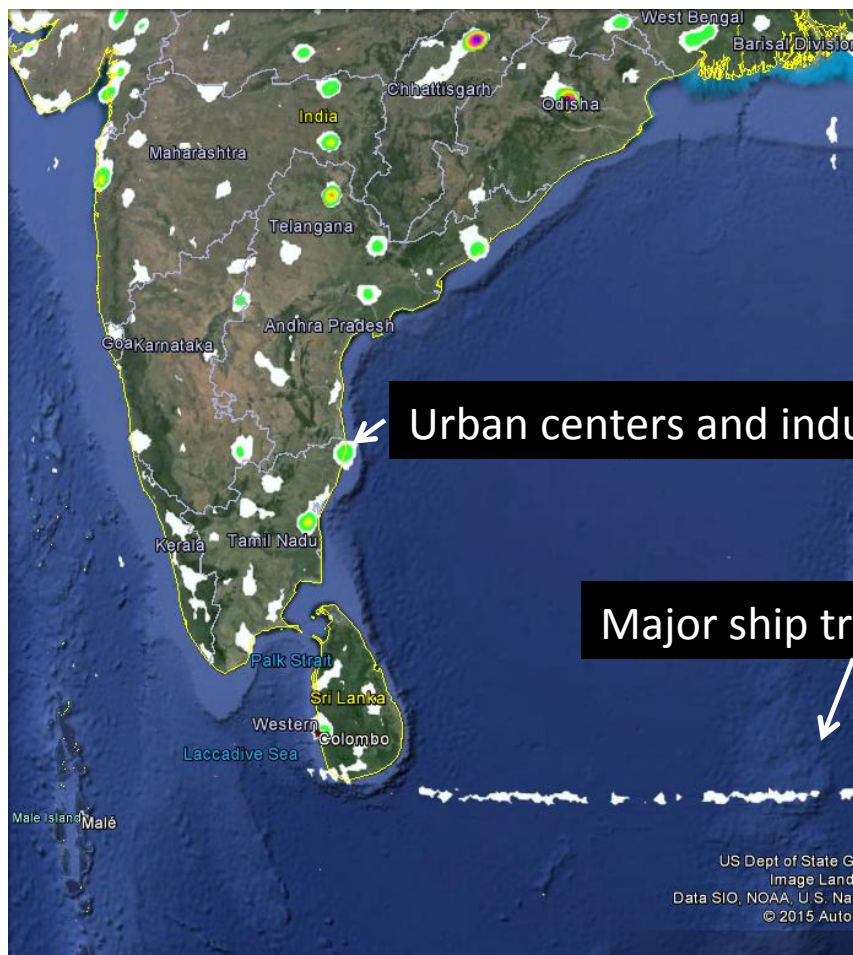 West Bengal
Barisal Division
Chhattisgarh
Odisha
India
Maharashtra
Telangana
Andhra Pradesh
Goa
Karnataka
Urban centers and indu
Kerala
Tamil Nadu
Major ship tr
Palk Strait
Sri Lanka
Western
Colombo
Laccadive Sea
Male Island
Malé
US Dept of State G
Image Land
Data SIO, NOAA, U.S. Na
© 2015 Auto